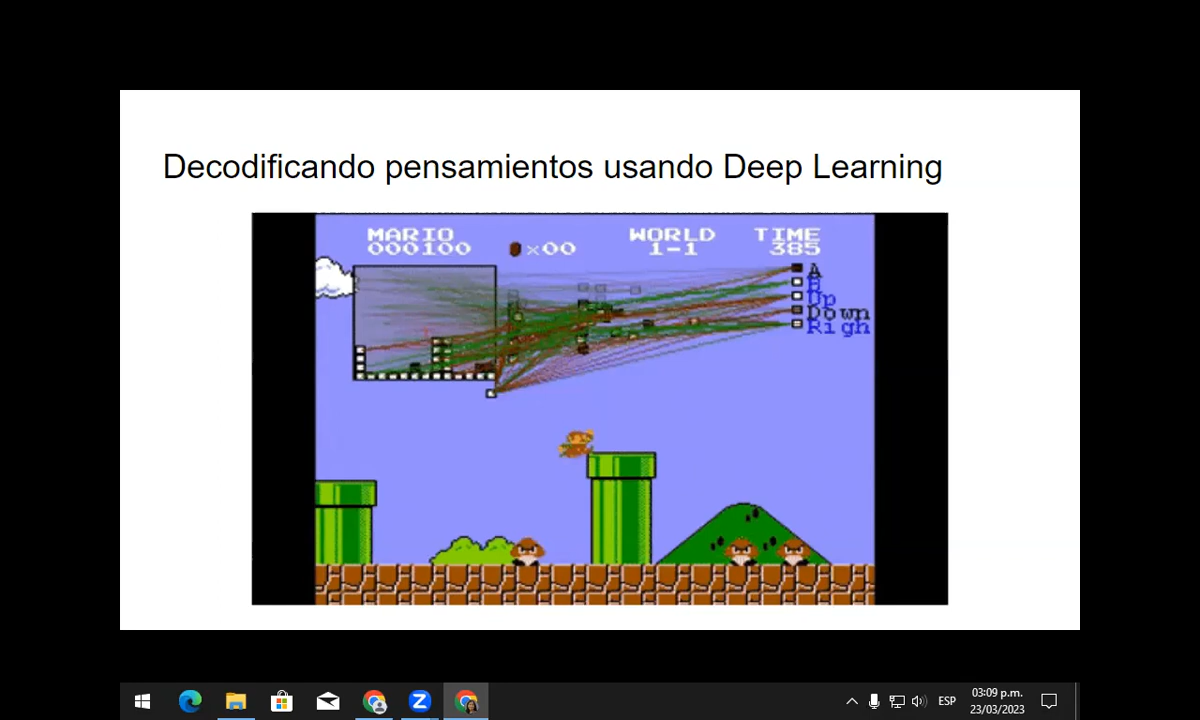 Decodificando pensamientos usando Deep Learning
MARIO WORLD TIME
000100 ×00 1-1 385
A
B
Up
Down
Righ
ESP
03:09 p.m.
23/03/2023